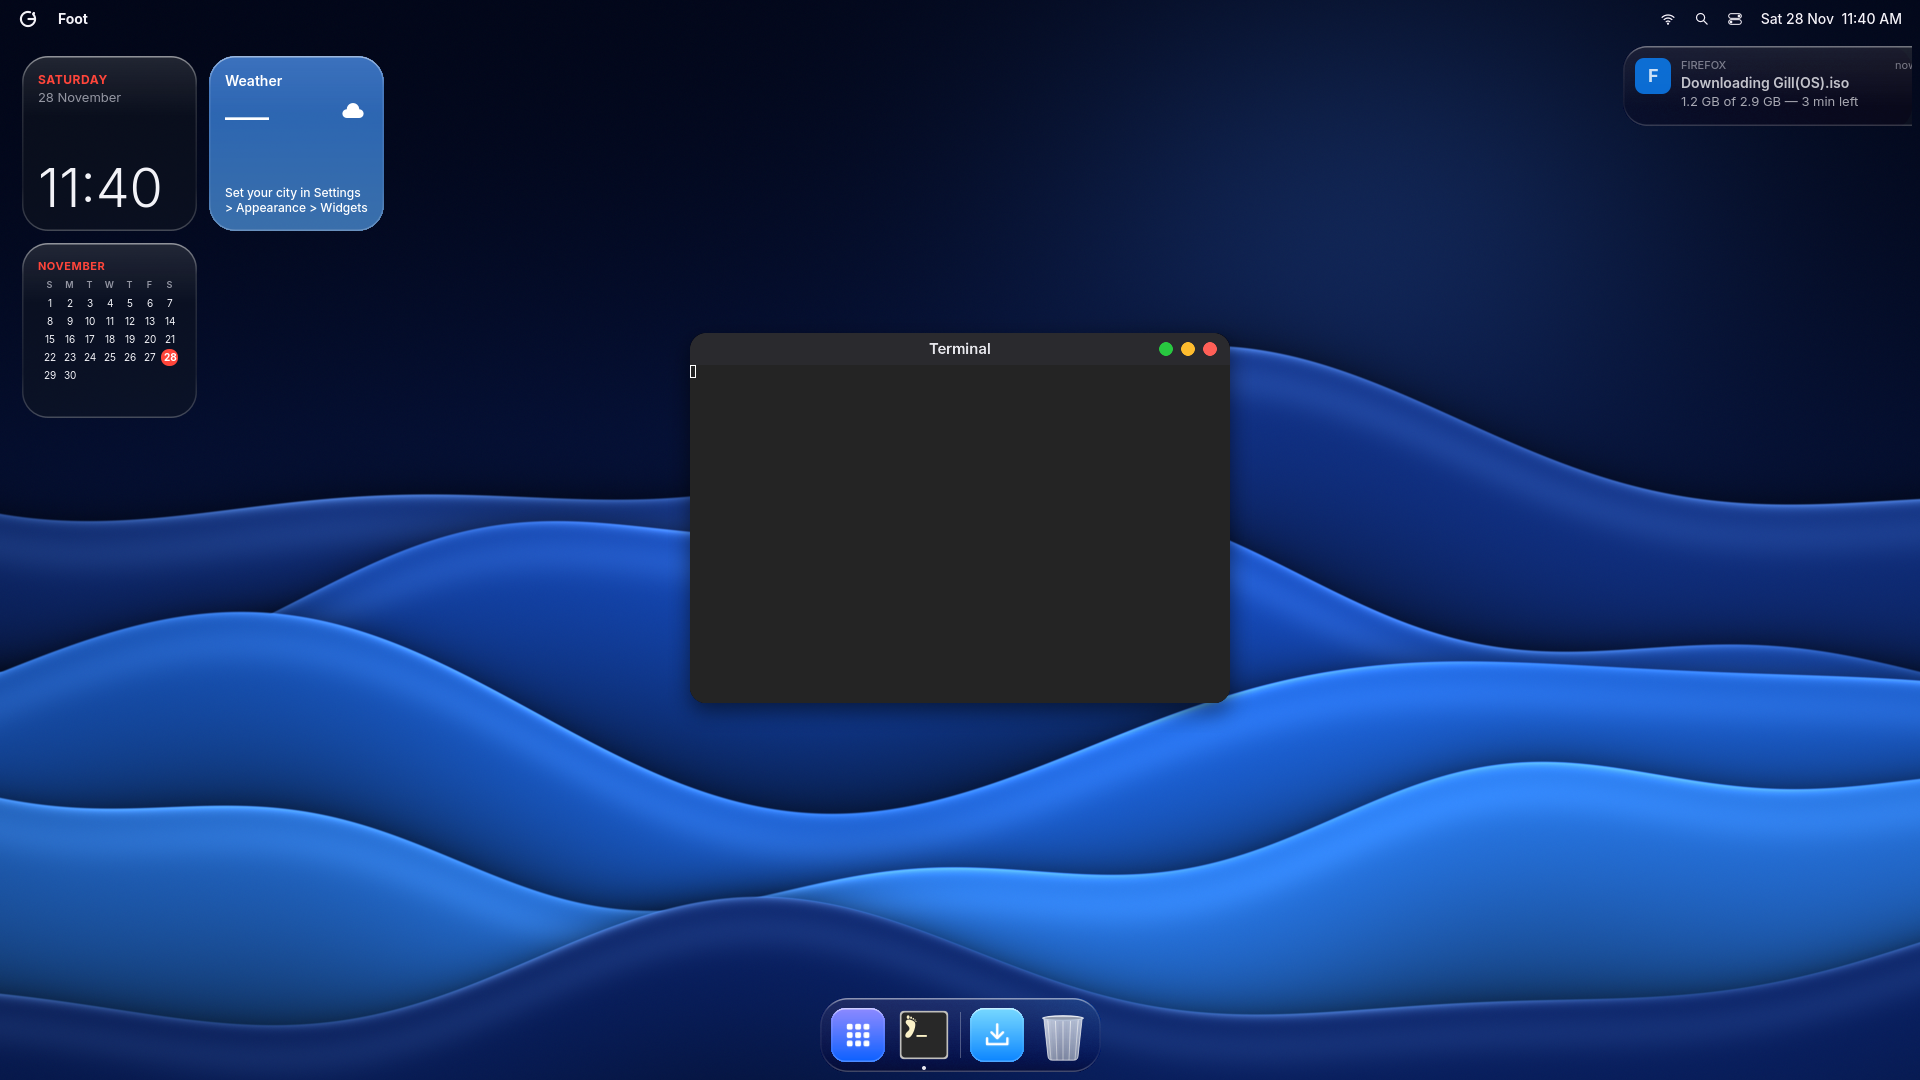 Foot
Sat 28 Nov 11:40 AM
SATURDAY
28 November
11:40
Weather
Set your city in Settings
> Appearance > Widgets
NOVEMBER
S M T W T F S
1 2 3 4 5 6 7
8 9 10 11 12 13 14
15 16 17 18 19 20 21
22 23 24 25 26 27 28
29 30
F
FIREFOX
now
Downloading Gill(OS).iso
1.2 GB of 2.9 GB — 3 min left
Terminal